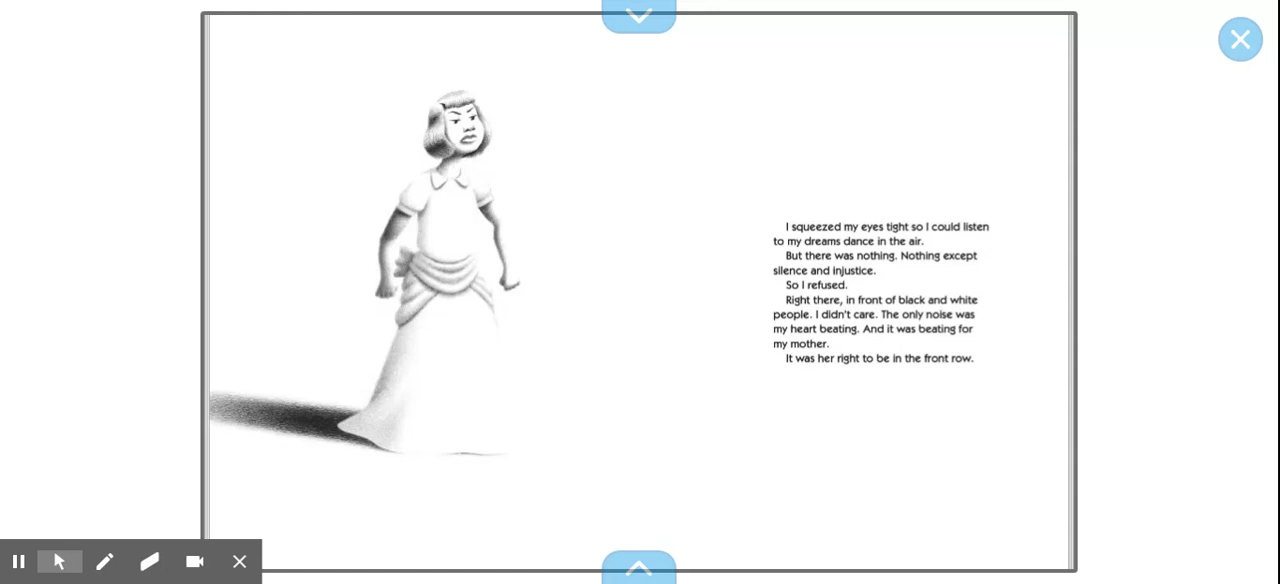 I squeezed my eyes tight so I could listen
to my dreams dance in the air.
But there was nothing. Nothing except
silence and injustice.
So I refused.
Right there, in front of black and white
people. I didn't care. The only noise was
my heart beating. And it was beating for
my mother.
It was her right to be in the front row.